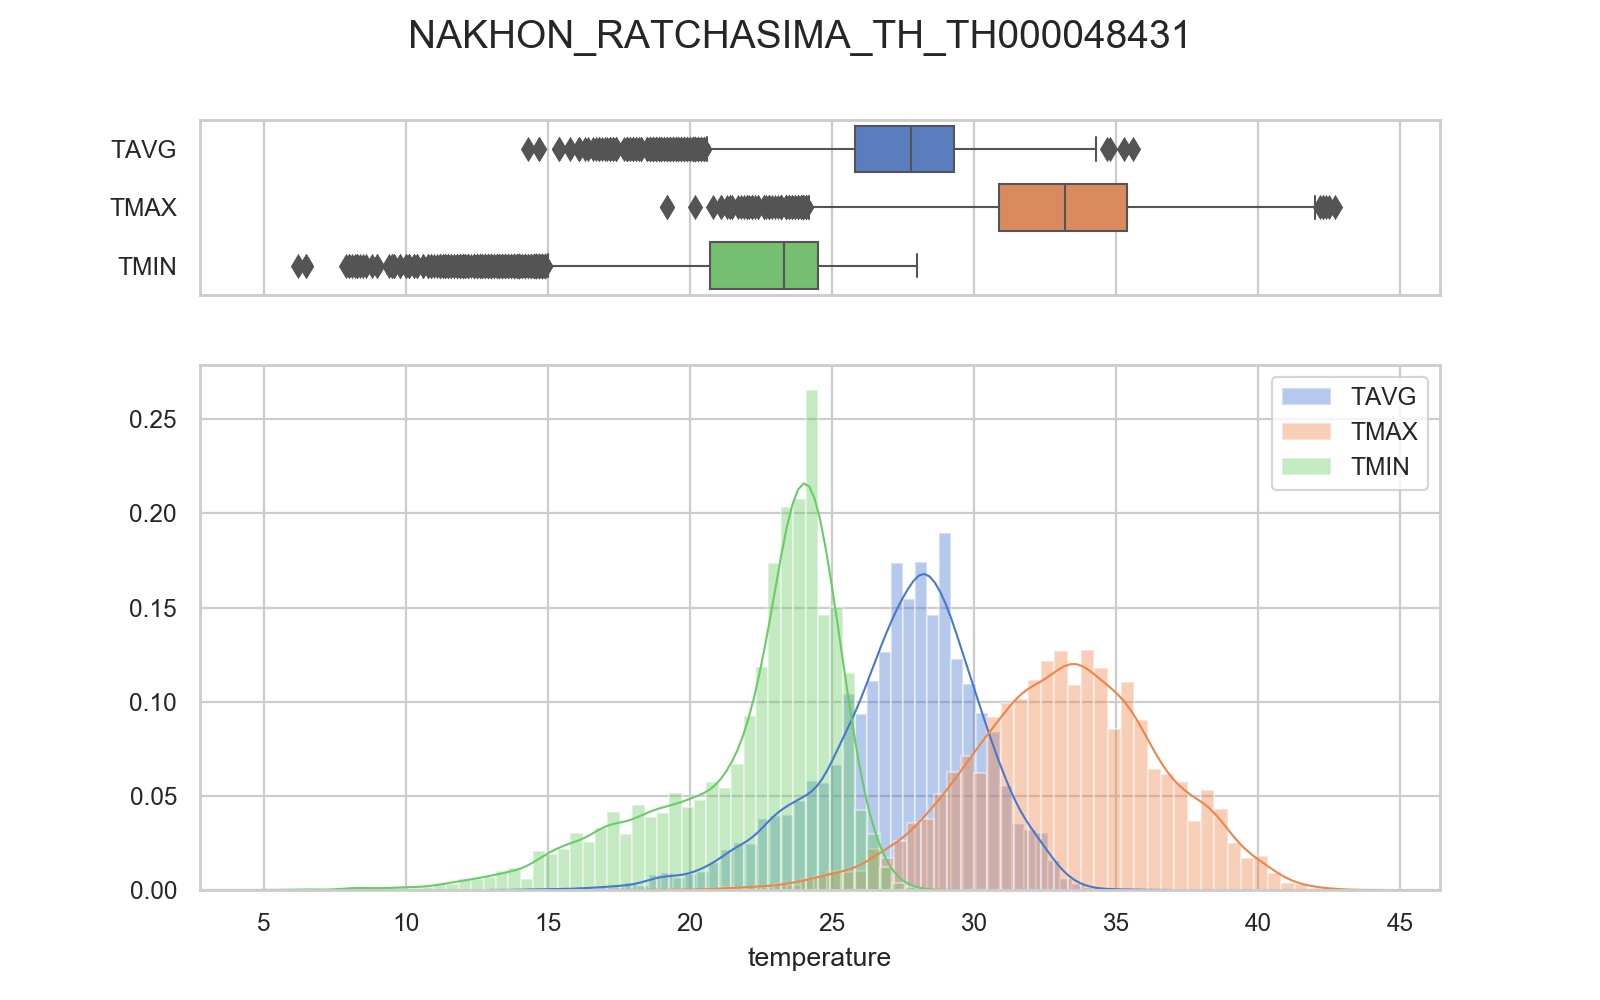 NAKHON_RATCHASIMA_TH_TH000048431
TAVG
TMAX
TMIN
0.25
0.20
0.15
0.10
0.05
0.00
TAVG
TMAX
TMIN
5 10 15 20 25 30 35 40 45
temperature